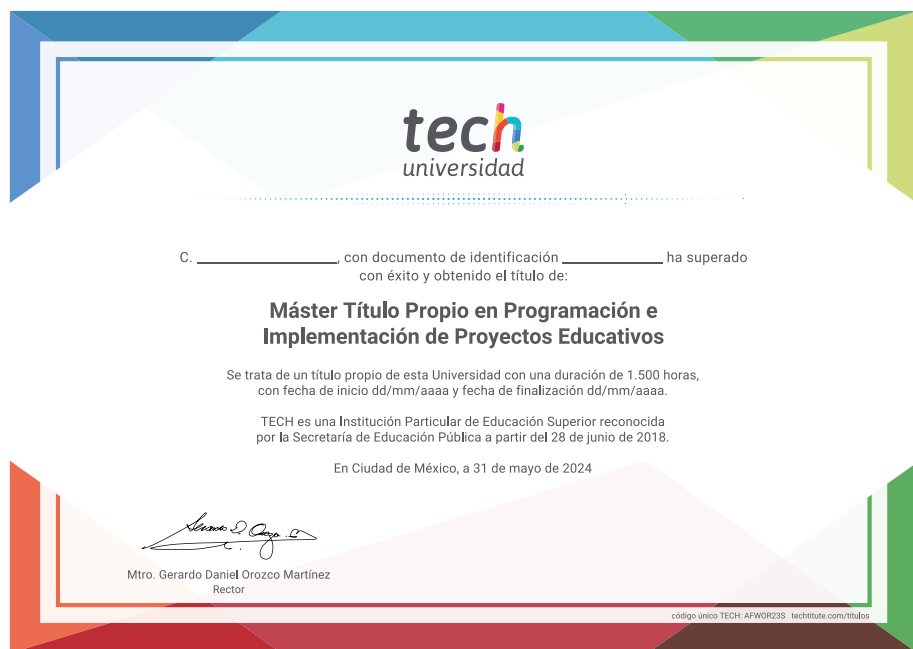 tech
universidad
C. ____________, con documento de identificación ____________ ha superado
con éxito y obtenido el título de:
Máster Título Propio en Programación e
Implementación de Proyectos Educativos
Se trata de un título propio de esta Universidad con una duración de 1.500 horas,
con fecha de inicio dd/mm/aaaa y fecha de finalización dd/mm/aaaa.
TECH es una Institución Particular de Educación Superior reconocida
por la Secretaría de Educación Pública a partir del 28 de junio de 2018.
En Ciudad de México, a 31 de mayo de 2024
Mtro. Gerardo Daniel Orozco Martínez
Rector
código único TECH: AFWOR23S techtitute.com/titulos